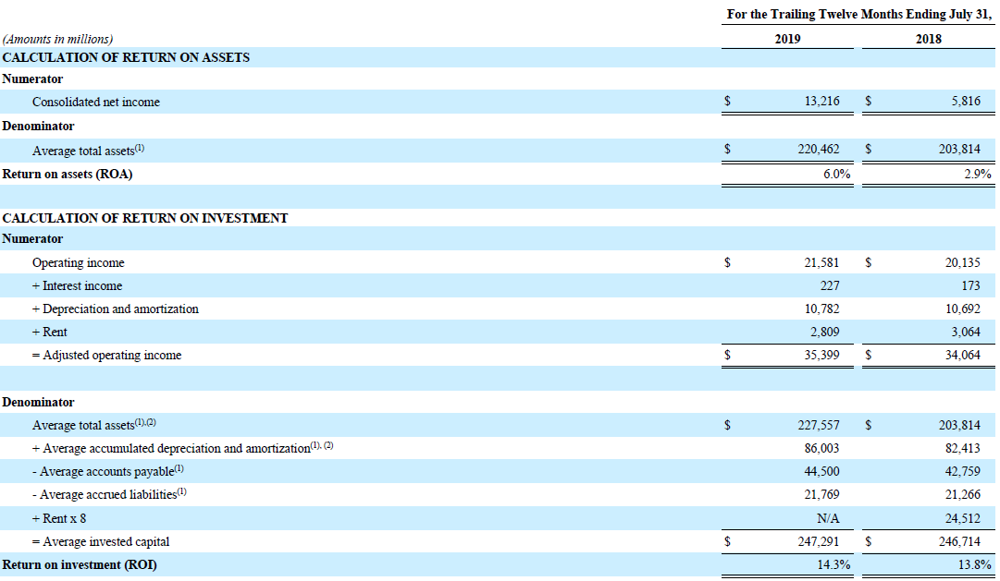 For the Trailing Twelve Months Ending July 31,
(Amounts in millions) 2019 2018
CALCULATION OF RETURN ON ASSETS
Numerator
Consolidated net income $ 13,216 $ 5,816
Denominator
Average total assets(1) $ 220,462 $ 203,814
Return on assets (ROA) 6.0% 2.9%
CALCULATION OF RETURN ON INVESTMENT
Numerator
Operating income $ 21,581 $ 20,135
+ Interest income 227 173
+ Depreciation and amortization 10,782 10,692
+ Rent 2,809 3,064
= Adjusted operating income $ 35,399 $ 34,064
Denominator
Average total assets(1),(2) $ 227,557 $ 203,814
+ Average accumulated depreciation and amortization(1), (2) 86,003 82,413
- Average accounts payable(1) 44,500 42,759
- Average accrued liabilities(1) 21,769 21,266
+ Rent x 8 N/A 24,512
= Average invested capital $ 247,291 $ 246,714
Return on investment (ROI) 14.3% 13.8%